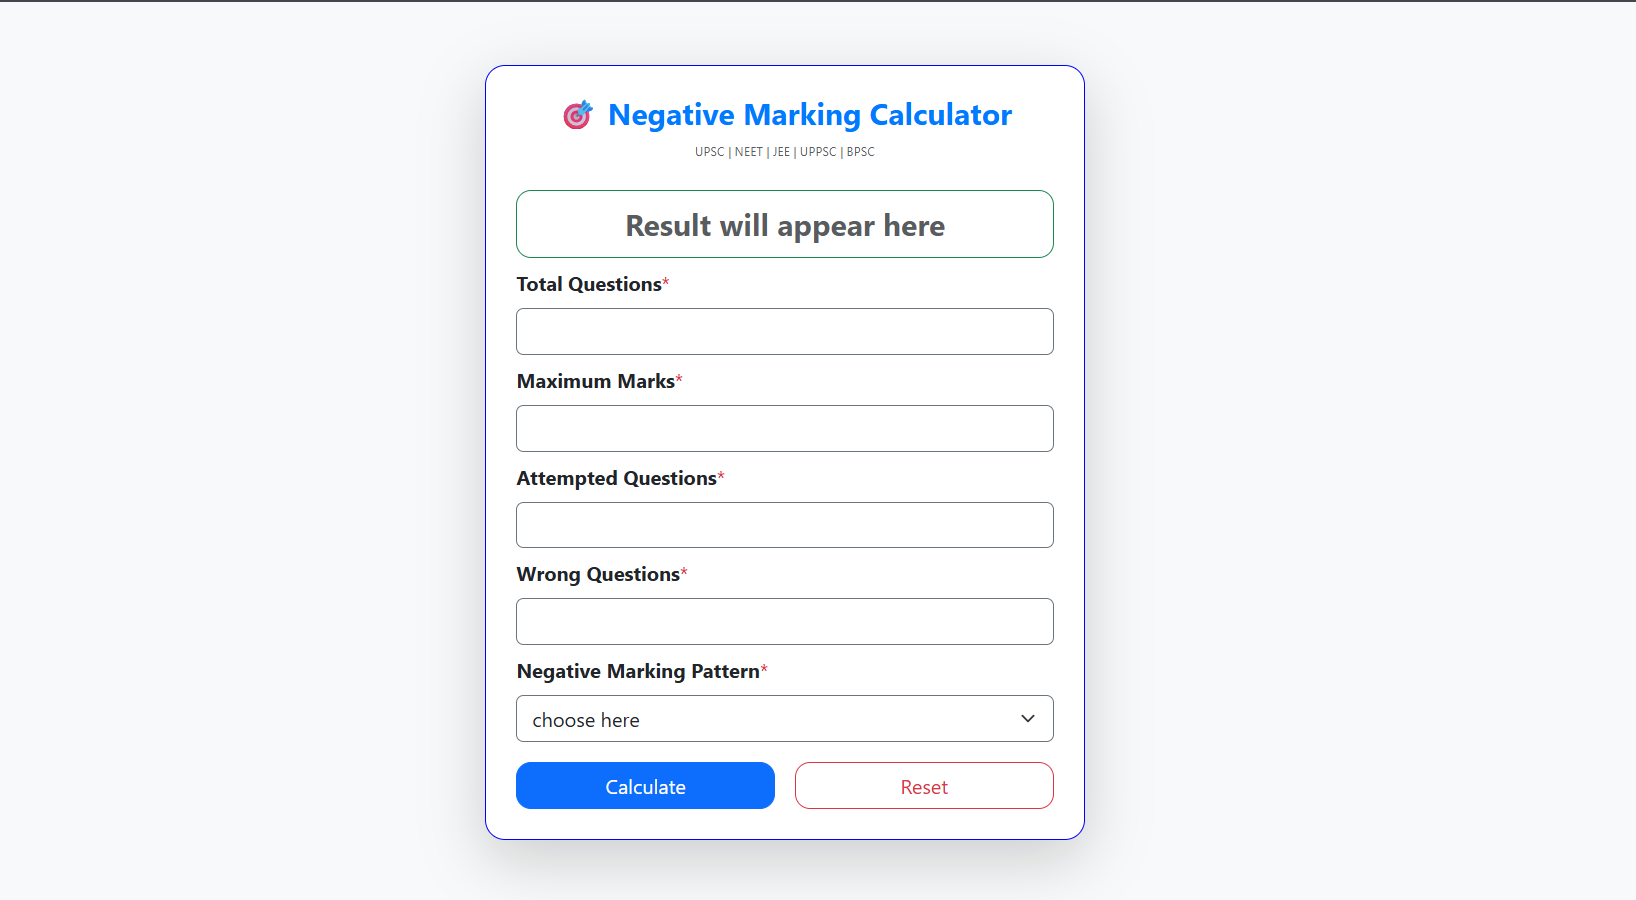 Negative Marking Calculator
UPSC | NEET | JEE | UPPSC | BPSC
Result will appear here
Total Questions*
Maximum Marks*
Attempted Questions*
Wrong Questions*
Negative Marking Pattern*
choose here
Calculate
Reset